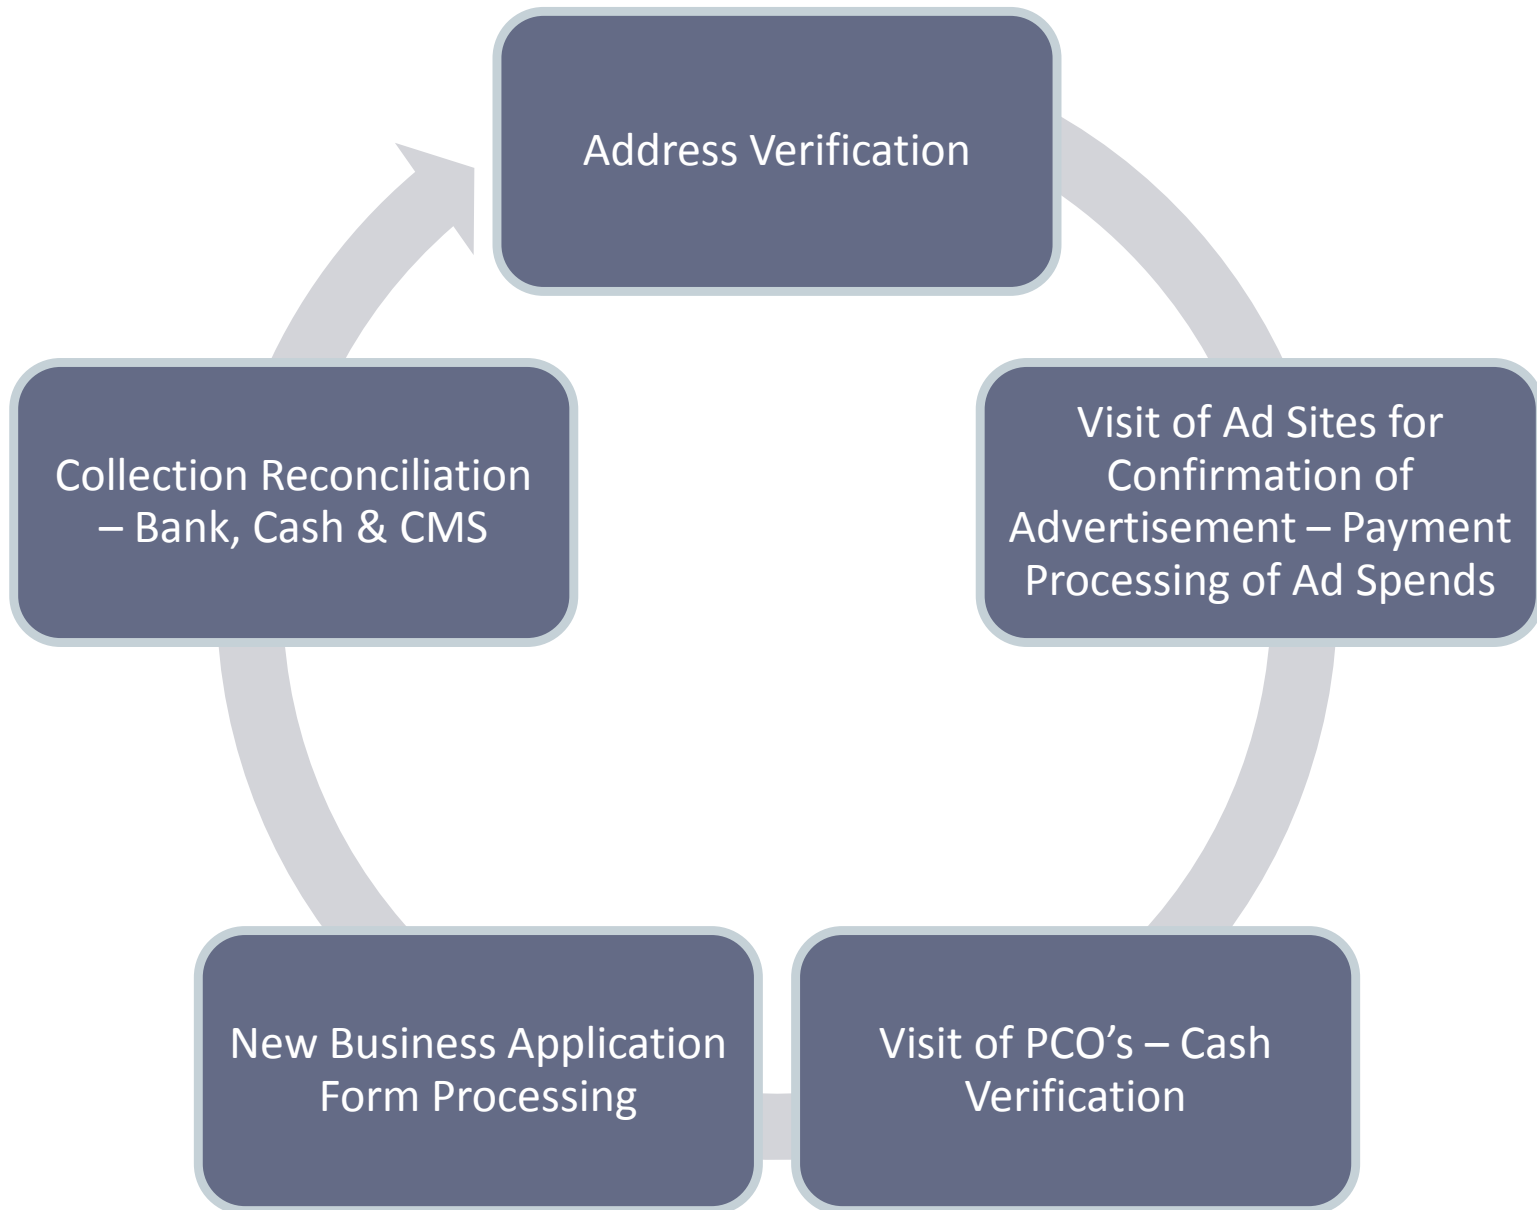 Address Verification
Visit of Ad Sites for
Confirmation of
Advertisement – Payment
Processing of Ad Spends
Visit of PCO’s – Cash
Verification
New Business Application
Form Processing
Collection Reconciliation
– Bank, Cash & CMS